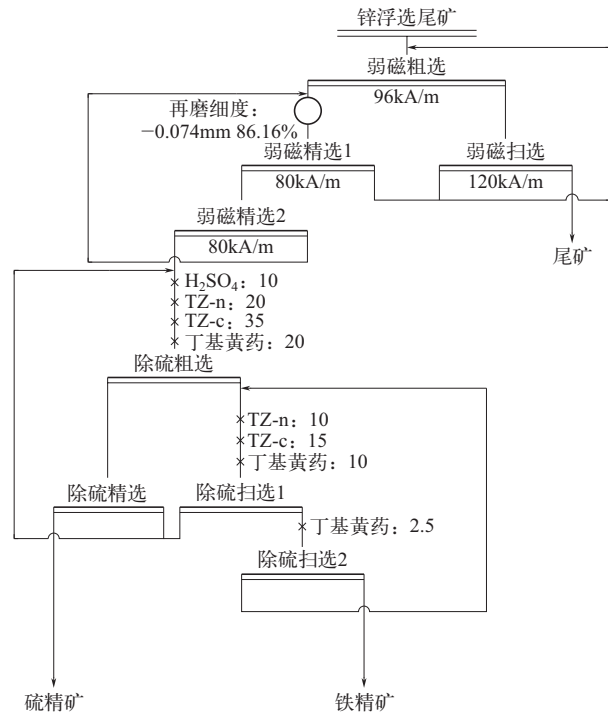 锌浮选尾矿
弱磁粗选
96kA/m
再磨细度：
−0.074mm 86.16%
弱磁精选1
80kA/m
弱磁扫选
120kA/m
弱磁精选2
80kA/m
尾矿
H₂SO₄：10
TZ-n：20
TZ-c：35
丁基黄药：20
除硫粗选
TZ-n：10
TZ-c：15
丁基黄药：10
除硫精选
除硫扫选1
丁基黄药：2.5
除硫扫选2
硫精矿
铁精矿